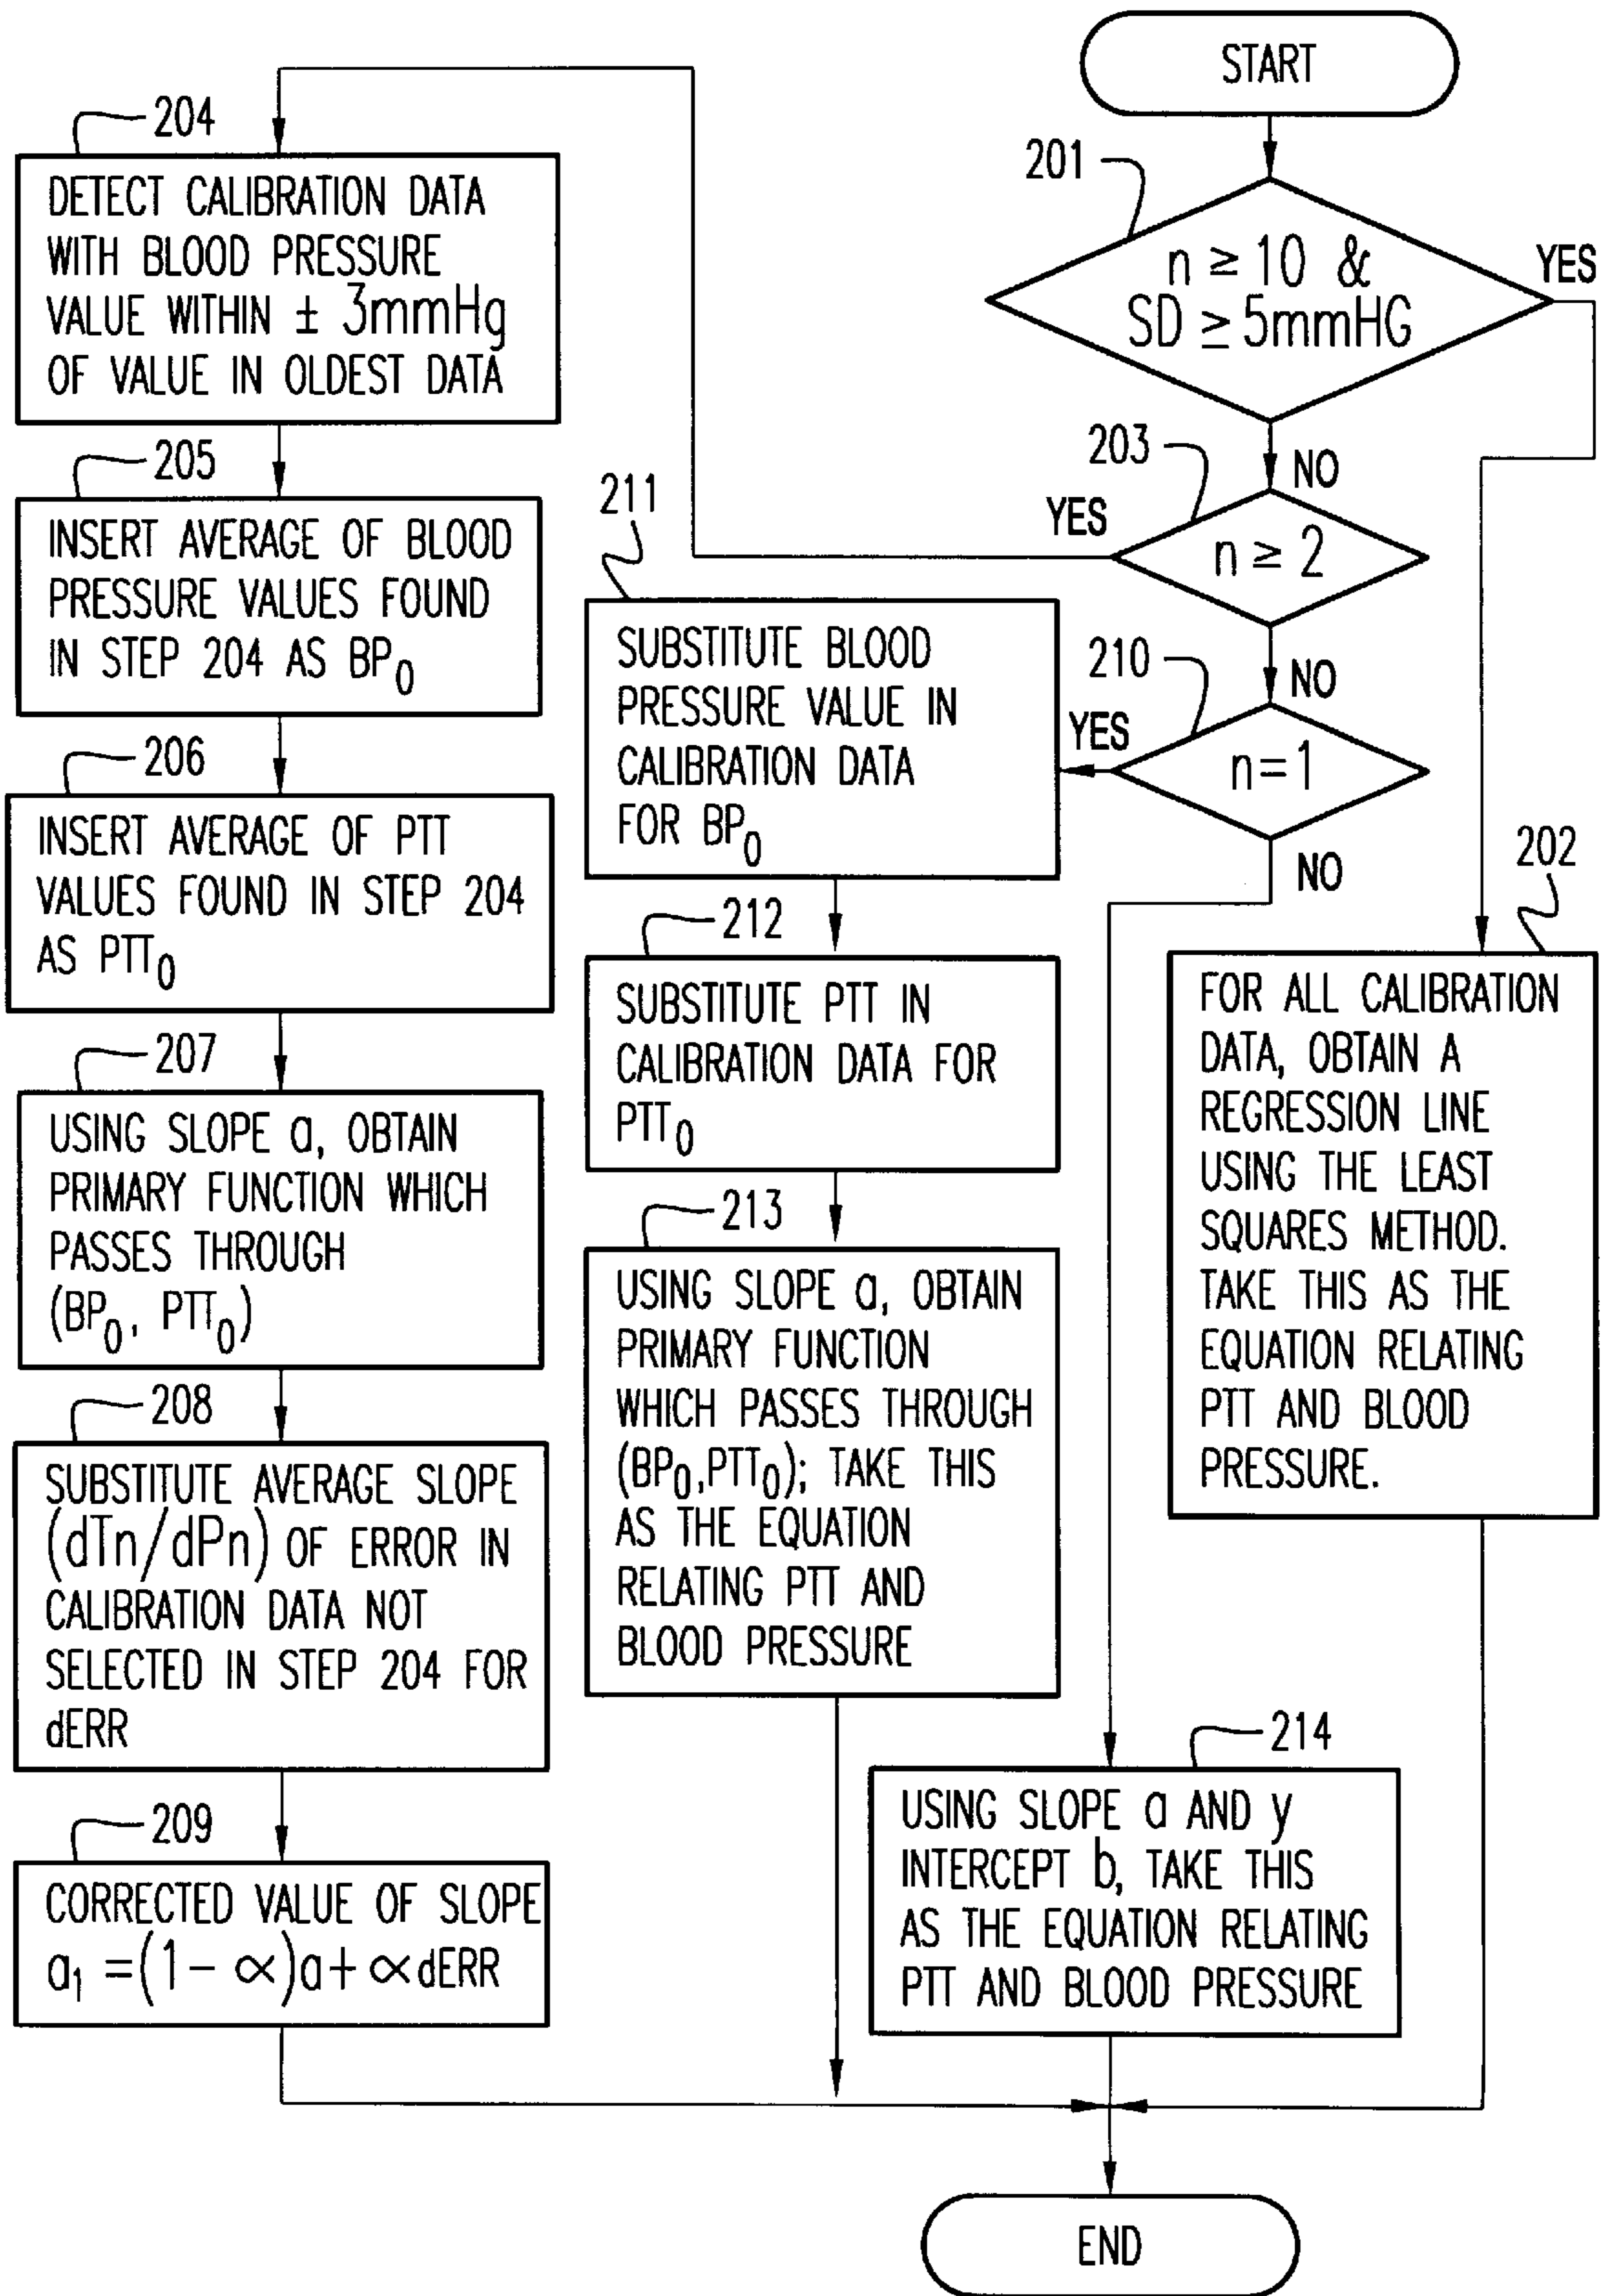 START
201
n ≥ 10 &
SD ≥ 5mmHG
YES
NO
203
n ≥ 2
YES
NO
210
n=1
YES
NO
204
DETECT CALIBRATION DATA
WITH BLOOD PRESSURE
VALUE WITHIN ± 3mmHg
OF VALUE IN OLDEST DATA
205
INSERT AVERAGE OF BLOOD
PRESSURE VALUES FOUND
IN STEP 204 AS BP₀
206
INSERT AVERAGE OF PTT
VALUES FOUND IN STEP 204
AS PTT₀
207
USING SLOPE a, OBTAIN
PRIMARY FUNCTION WHICH
PASSES THROUGH
(BP₀, PTT₀)
208
SUBSTITUTE AVERAGE SLOPE
(dTn/dPn) OF ERROR IN
CALIBRATION DATA NOT
SELECTED IN STEP 204 FOR
dERR
209
CORRECTED VALUE OF SLOPE
a₁ =(1- ∝)a+ ∝dERR
211
SUBSTITUTE BLOOD
PRESSURE VALUE IN
CALIBRATION DATA
FOR BP₀
212
SUBSTITUTE PTT IN
CALIBRATION DATA FOR
PTT₀
213
USING SLOPE a, OBTAIN
PRIMARY FUNCTION
WHICH PASSES THROUGH
(BP₀,PTT₀); TAKE THIS
AS THE EQUATION
RELATING PTT AND
BLOOD PRESSURE
202
FOR ALL CALIBRATION
DATA, OBTAIN A
REGRESSION LINE
USING THE LEAST
SQUARES METHOD.
TAKE THIS AS THE
EQUATION RELATING
PTT AND BLOOD
PRESSURE.
214
USING SLOPE a AND y
INTERCEPT b, TAKE THIS
AS THE EQUATION RELATING
PTT AND BLOOD PRESSURE
END